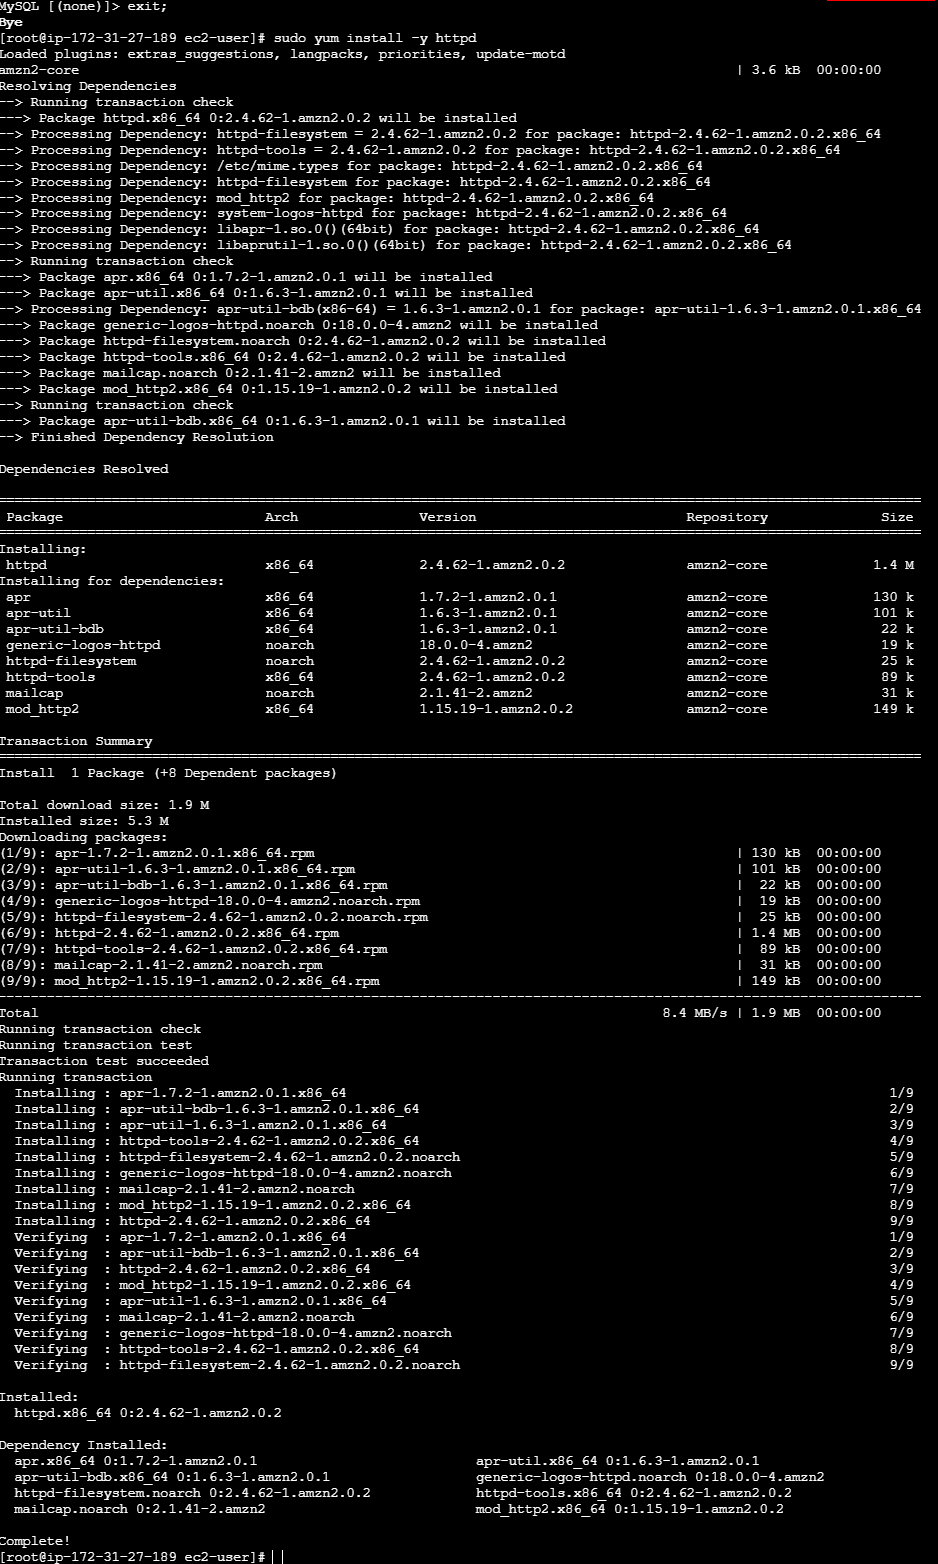 MySQL [(none)]> exit;
Bye
[root@ip-172-31-27-189 ec2-user]# sudo yum install -y httpd
Loaded plugins: extras_suggestions, langpacks, priorities, update-motd
amzn2-core | 3.6 kB 00:00:00
Resolving Dependencies
--> Running transaction check
---> Package httpd.x86_64 0:2.4.62-1.amzn2.0.2 will be installed
--> Processing Dependency: httpd-filesystem = 2.4.62-1.amzn2.0.2 for package: httpd-2.4.62-1.amzn2.0.2.x86_64
--> Processing Dependency: httpd-tools = 2.4.62-1.amzn2.0.2 for package: httpd-2.4.62-1.amzn2.0.2.x86_64
--> Processing Dependency: /etc/mime.types for package: httpd-2.4.62-1.amzn2.0.2.x86_64
--> Processing Dependency: httpd-filesystem for package: httpd-2.4.62-1.amzn2.0.2.x86_64
--> Processing Dependency: mod_http2 for package: httpd-2.4.62-1.amzn2.0.2.x86_64
--> Processing Dependency: system-logos-httpd for package: httpd-2.4.62-1.amzn2.0.2.x86_64
--> Processing Dependency: libapr-1.so.0()(64bit) for package: httpd-2.4.62-1.amzn2.0.2.x86_64
--> Processing Dependency: libaprutil-1.so.0()(64bit) for package: httpd-2.4.62-1.amzn2.0.2.x86_64
--> Running transaction check
---> Package apr.x86_64 0:1.7.2-1.amzn2.0.1 will be installed
---> Package apr-util.x86_64 0:1.6.3-1.amzn2.0.1 will be installed
--> Processing Dependency: apr-util-bdb(x86-64) = 1.6.3-1.amzn2.0.1 for package: apr-util-1.6.3-1.amzn2.0.1.x86_64
---> Package generic-logos-httpd.noarch 0:18.0.0-4.amzn2 will be installed
---> Package httpd-filesystem.noarch 0:2.4.62-1.amzn2.0.2 will be installed
---> Package httpd-tools.x86_64 0:2.4.62-1.amzn2.0.2 will be installed
---> Package mailcap.noarch 0:2.1.41-2.amzn2 will be installed
---> Package mod_http2.x86_64 0:1.15.19-1.amzn2.0.2 will be installed
--> Running transaction check
---> Package apr-util-bdb.x86_64 0:1.6.3-1.amzn2.0.1 will be installed
--> Finished Dependency Resolution
Dependencies Resolved
Package Arch Version Repository Size
Installing:
httpd x86_64 2.4.62-1.amzn2.0.2 amzn2-core 1.4 M
Installing for dependencies:
apr x86_64 1.7.2-1.amzn2.0.1 amzn2-core 130 k
apr-util x86_64 1.6.3-1.amzn2.0.1 amzn2-core 101 k
apr-util-bdb x86_64 1.6.3-1.amzn2.0.1 amzn2-core 22 k
generic-logos-httpd noarch 18.0.0-4.amzn2 amzn2-core 19 k
httpd-filesystem noarch 2.4.62-1.amzn2.0.2 amzn2-core 25 k
httpd-tools x86_64 2.4.62-1.amzn2.0.2 amzn2-core 89 k
mailcap noarch 2.1.41-2.amzn2 amzn2-core 31 k
mod_http2 x86_64 1.15.19-1.amzn2.0.2 amzn2-core 149 k
Transaction Summary
Install 1 Package (+8 Dependent packages)
Total download size: 1.9 M
Installed size: 5.3 M
Downloading packages:
(1/9): apr-1.7.2-1.amzn2.0.1.x86_64.rpm | 130 kB 00:00:00
(2/9): apr-util-1.6.3-1.amzn2.0.1.x86_64.rpm | 101 kB 00:00:00
(3/9): apr-util-bdb-1.6.3-1.amzn2.0.1.x86_64.rpm | 22 kB 00:00:00
(4/9): generic-logos-httpd-18.0.0-4.amzn2.noarch.rpm | 19 kB 00:00:00
(5/9): httpd-filesystem-2.4.62-1.amzn2.0.2.noarch.rpm | 25 kB 00:00:00
(6/9): httpd-2.4.62-1.amzn2.0.2.x86_64.rpm | 1.4 MB 00:00:00
(7/9): httpd-tools-2.4.62-1.amzn2.0.2.x86_64.rpm | 89 kB 00:00:00
(8/9): mailcap-2.1.41-2.amzn2.noarch.rpm | 31 kB 00:00:00
(9/9): mod_http2-1.15.19-1.amzn2.0.2.x86_64.rpm | 149 kB 00:00:00
Total 8.4 MB/s | 1.9 MB 00:00:00
Running transaction check
Running transaction test
Transaction test succeeded
Running transaction
Installing : apr-1.7.2-1.amzn2.0.1.x86_64 1/9
Installing : apr-util-bdb-1.6.3-1.amzn2.0.1.x86_64 2/9
Installing : apr-util-1.6.3-1.amzn2.0.1.x86_64 3/9
Installing : httpd-tools-2.4.62-1.amzn2.0.2.x86_64 4/9
Installing : httpd-filesystem-2.4.62-1.amzn2.0.2.noarch 5/9
Installing : generic-logos-httpd-18.0.0-4.amzn2.noarch 6/9
Installing : mailcap-2.1.41-2.amzn2.noarch 7/9
Installing : mod_http2-1.15.19-1.amzn2.0.2.x86_64 8/9
Installing : httpd-2.4.62-1.amzn2.0.2.x86_64 9/9
Verifying : apr-1.7.2-1.amzn2.0.1.x86_64 1/9
Verifying : apr-util-bdb-1.6.3-1.amzn2.0.1.x86_64 2/9
Verifying : httpd-2.4.62-1.amzn2.0.2.x86_64 3/9
Verifying : mod_http2-1.15.19-1.amzn2.0.2.x86_64 4/9
Verifying : apr-util-1.6.3-1.amzn2.0.1.x86_64 5/9
Verifying : mailcap-2.1.41-2.amzn2.noarch 6/9
Verifying : generic-logos-httpd-18.0.0-4.amzn2.noarch 7/9
Verifying : httpd-tools-2.4.62-1.amzn2.0.2.x86_64 8/9
Verifying : httpd-filesystem-2.4.62-1.amzn2.0.2.noarch 9/9
Installed:
httpd.x86_64 0:2.4.62-1.amzn2.0.2
Dependency Installed:
apr.x86_64 0:1.7.2-1.amzn2.0.1 apr-util.x86_64 0:1.6.3-1.amzn2.0.1
apr-util-bdb.x86_64 0:1.6.3-1.amzn2.0.1 generic-logos-httpd.noarch 0:18.0.0-4.amzn2
httpd-filesystem.noarch 0:2.4.62-1.amzn2.0.2 httpd-tools.x86_64 0:2.4.62-1.amzn2.0.2
mailcap.noarch 0:2.1.41-2.amzn2 mod_http2.x86_64 0:1.15.19-1.amzn2.0.2
Complete!
[root@ip-172-31-27-189 ec2-user]#